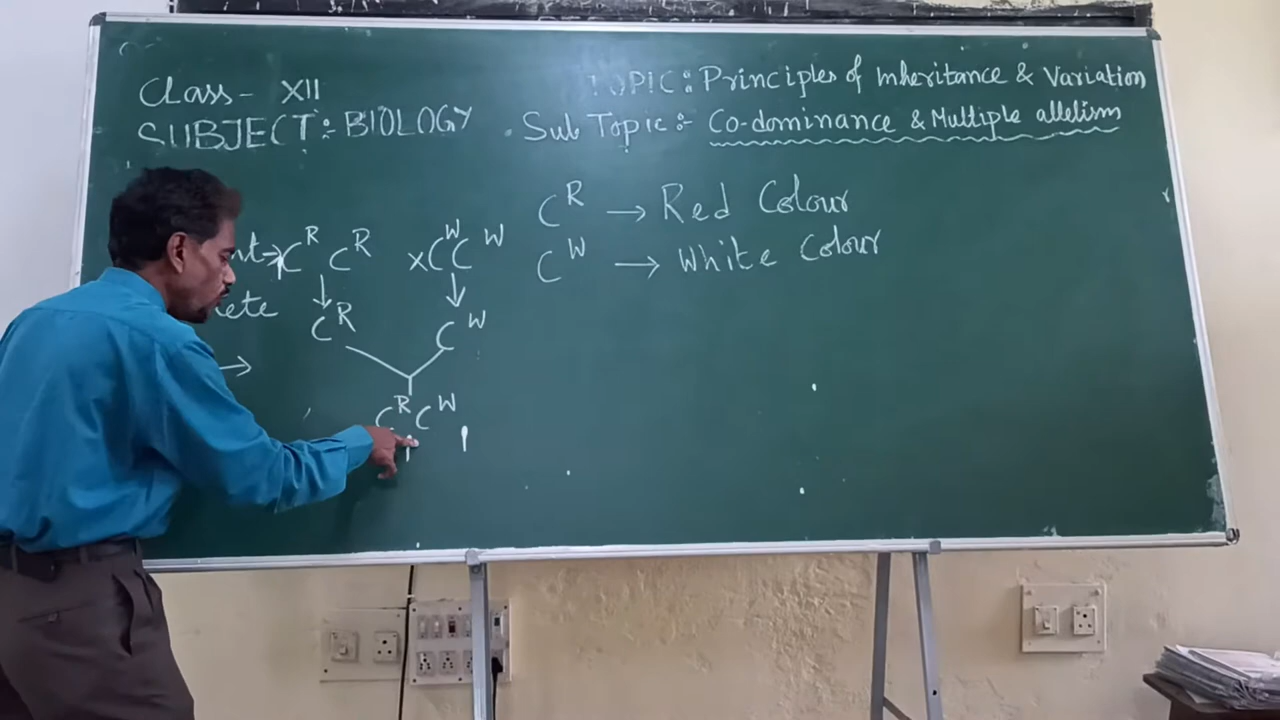 Class - XII
TOPIC:- Principles of Inheritance & Variation
SUBJECT:- BIOLOGY
Sub Topic:- Co-dominance & Multiple allelism
C^R → Red Colour
C^W → White Colour
→ C^R C^R x C^W C^W
↓ ↓
C^R C^W
→
C^R C^W